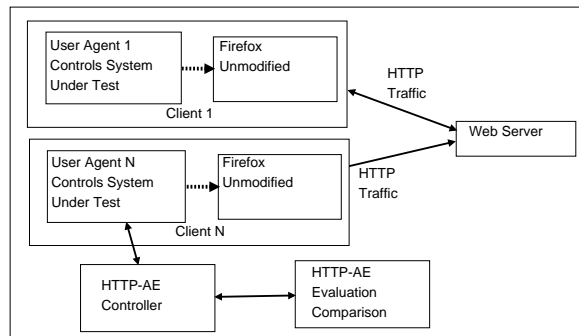 User Agent 1
Controls System
Under Test
Firefox
Unmodified
Client 1
HTTP
Traffic
Web Server
User Agent N
Controls System
Under Test
Firefox
Unmodified
Client N
HTTP
Traffic
HTTP-AE
Controller
HTTP-AE
Evaluation
Comparison